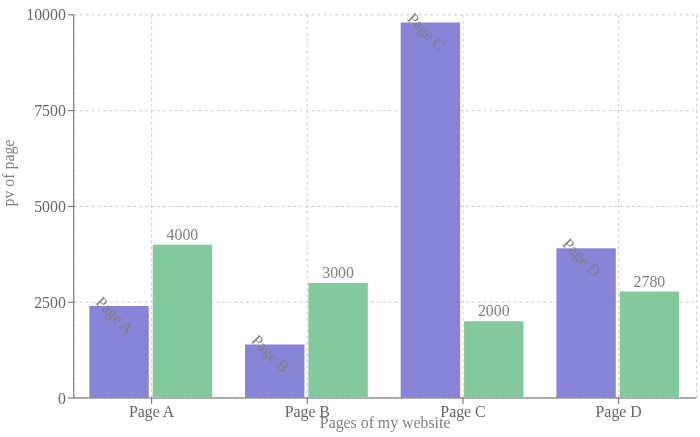 10000
7500
5000
2500
0
pv of page
Page A
Page B
Page C
Page D
4000
3000
2000
2780
Page A
Page B
Page C
Page D
Pages of my website